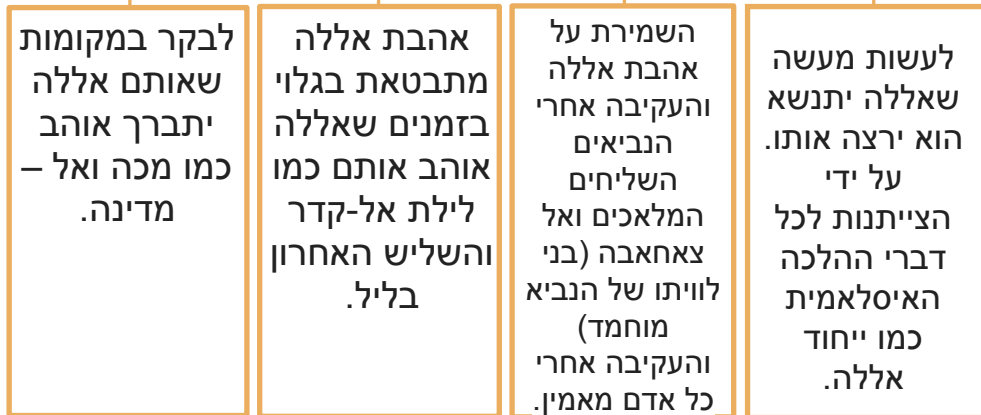 לעשות מעשה
שאללה יתנשא
הוא ירצה אותו.
על ידי
הצייתנות לכל
דברי ההלכה
האיסלאמית
כמו ייחוד
אללה.
השמירת על
אהבת אללה
והעקיבה אחרי
הנביאים
השליחים
המלאכים ואל
צאחאבה (בני
לוויתו של הנביא
מוחמד)
והעקיבה אחרי
כל אדם מאמין.
אהבת אללה
מתבטאת בגלוי
בזמנים שאללה
אוהב אותם כמו
לילת אל-קדר
והשליש האחרון
בליל.
לבקר במקומות
שאותם אללה
יתברך אוהב
כמו מכה ואל –
מדינה.